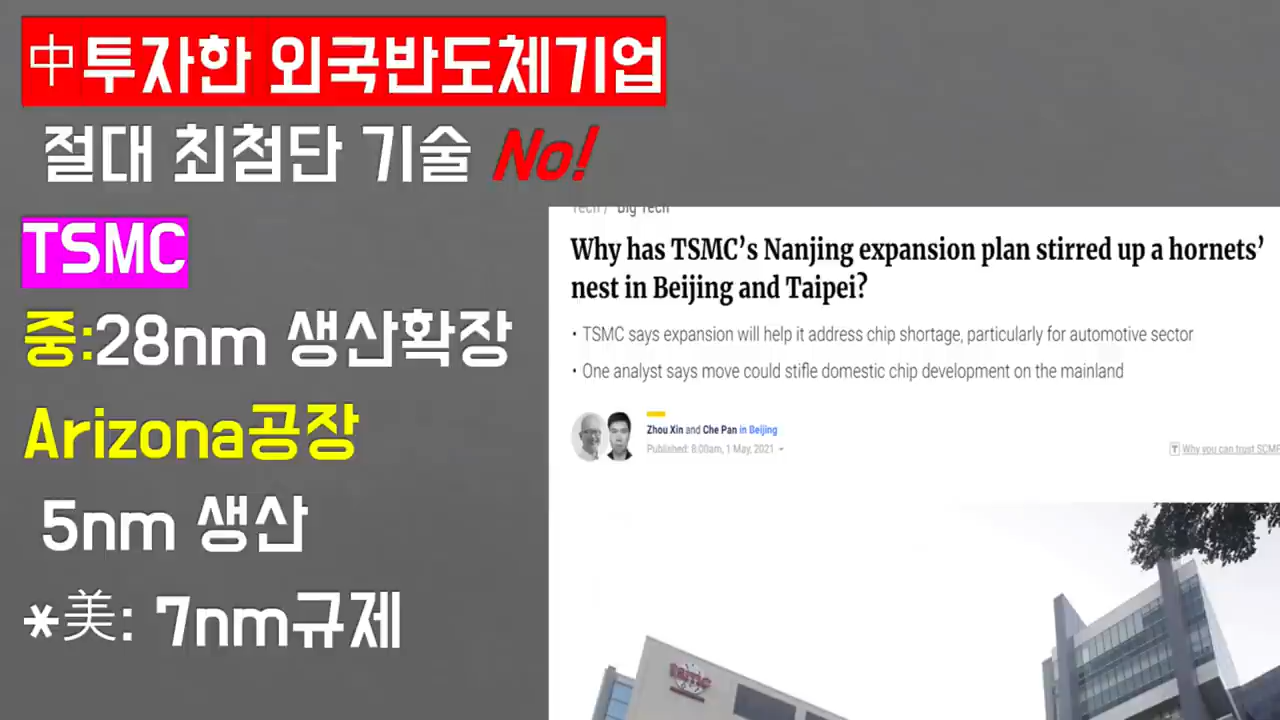 中투자한 외국반도체기업
절대 최첨단 기술 No!
TSMC
중:28nm 생산확장
Arizona공장
5nm 생산
*美: 7nm규제
Tech / Big Tech
Why has TSMC’s Nanjing expansion plan stirred up a hornets’
nest in Beijing and Taipei?
• TSMC says expansion will help it address chip shortage, particularly for automotive sector
• One analyst says move could stifle domestic chip development on the mainland
Zhou Xin and Che Pan in Beijing
Published: 8:00am, 1 May, 2021
Why you can trust SCMP